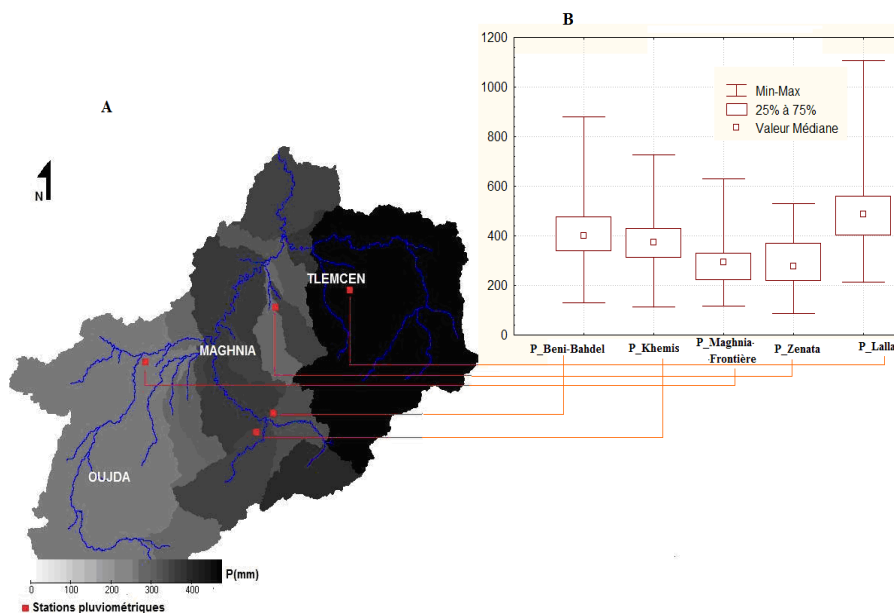 A
N
TLEMCEN
MAGHNIA
OUJDA
P(mm)
0 100 200 300 400
Stations pluviométriques
B
1200
1000
800
600
400
200
0
Min-Max
25% à 75%
Valeur Médiane
P_Beni-Bahdel
P_Khemis
P_Maghnia-
Frontière
P_Zenata
P_Lalla